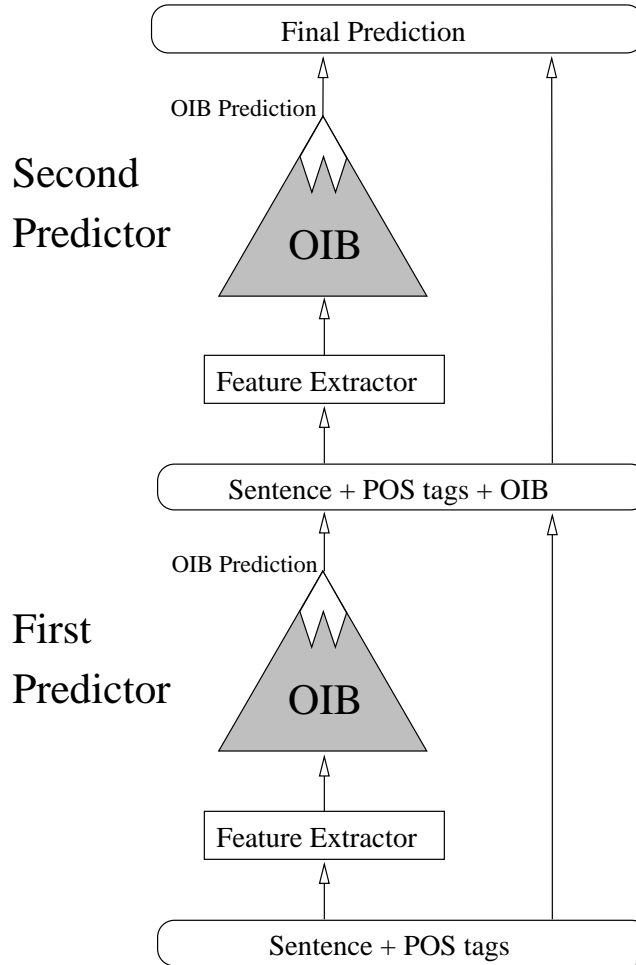 Final Prediction
OIB Prediction
Second
Predictor
OIB
Feature Extractor
Sentence + POS tags + OIB
OIB Prediction
First
Predictor
OIB
Feature Extractor
Sentence + POS tags